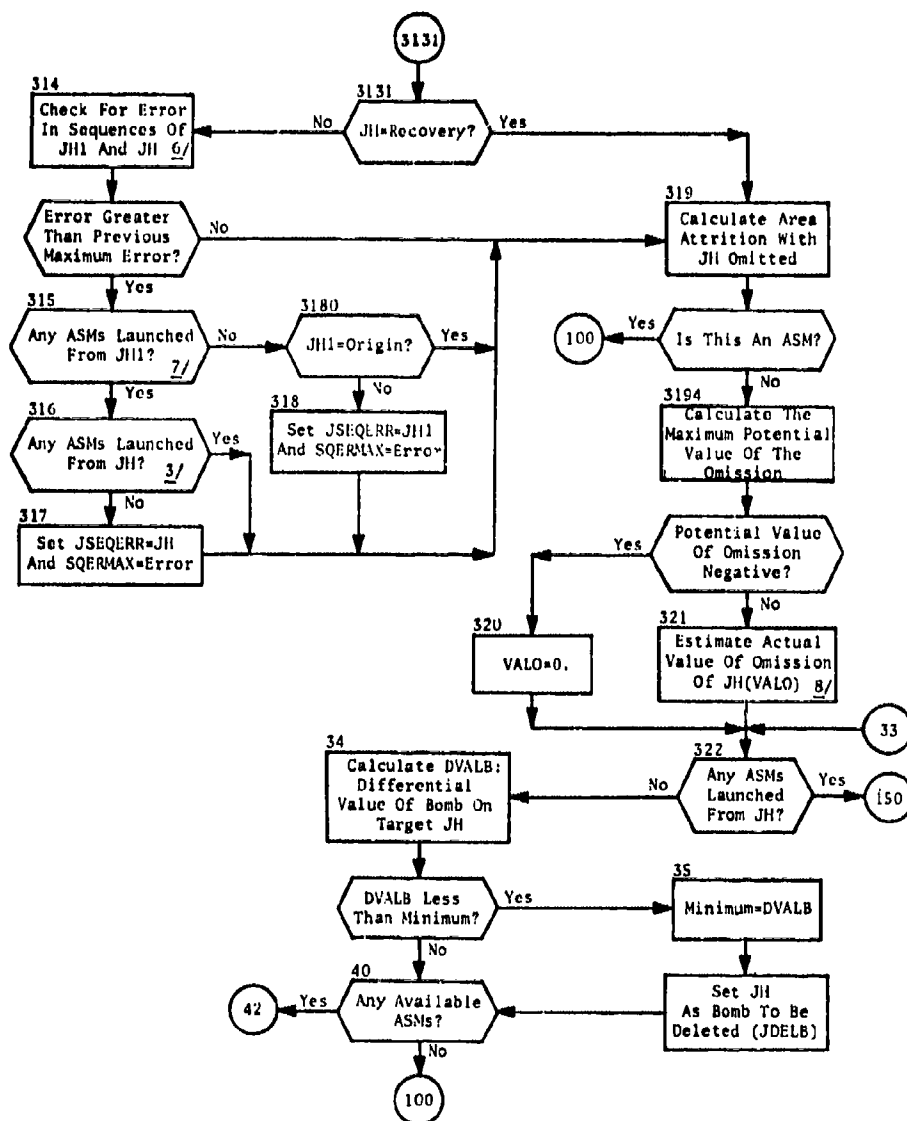 3131
3131
JH=Recovery?
No
Yes
314
Check For Error
In Sequences Of
JH1 And JH 6/
Error Greater
Than Previous
Maximum Error?
No
Yes
319
Calculate Area
Attrition With
JH Omitted
315
Any ASMs Launched
From JH1?
7/
No
Yes
3180
JH1=Origin?
Yes
No
100
Yes
Is This An ASM?
No
316
Any ASMs Launched
From JH?
3/
Yes
No
318
Set JSEQERR=JH1
And SQERMAX=Error
3194
Calculate The
Maximum Potential
Value Of The
Omission
317
Set JSEQERR=JH
And SQERMAX=Error
Yes
Potential Value
Of Omission
Negative?
No
320
VALO=0.
321
Estimate Actual
Value Of Omission
Of JH(VALO) 8/
33
34
Calculate DVALB:
Differential
Value Of Bomb On
Target JH
No
322
Any ASMs
Launched
From JH?
Yes
150
DVALB Less
Than Minimum?
Yes
No
35
Minimum=DVALB
42
Yes
40
Any Available
ASMs?
No
Set JH
As Bomb To Be
Deleted (JDELB)
100